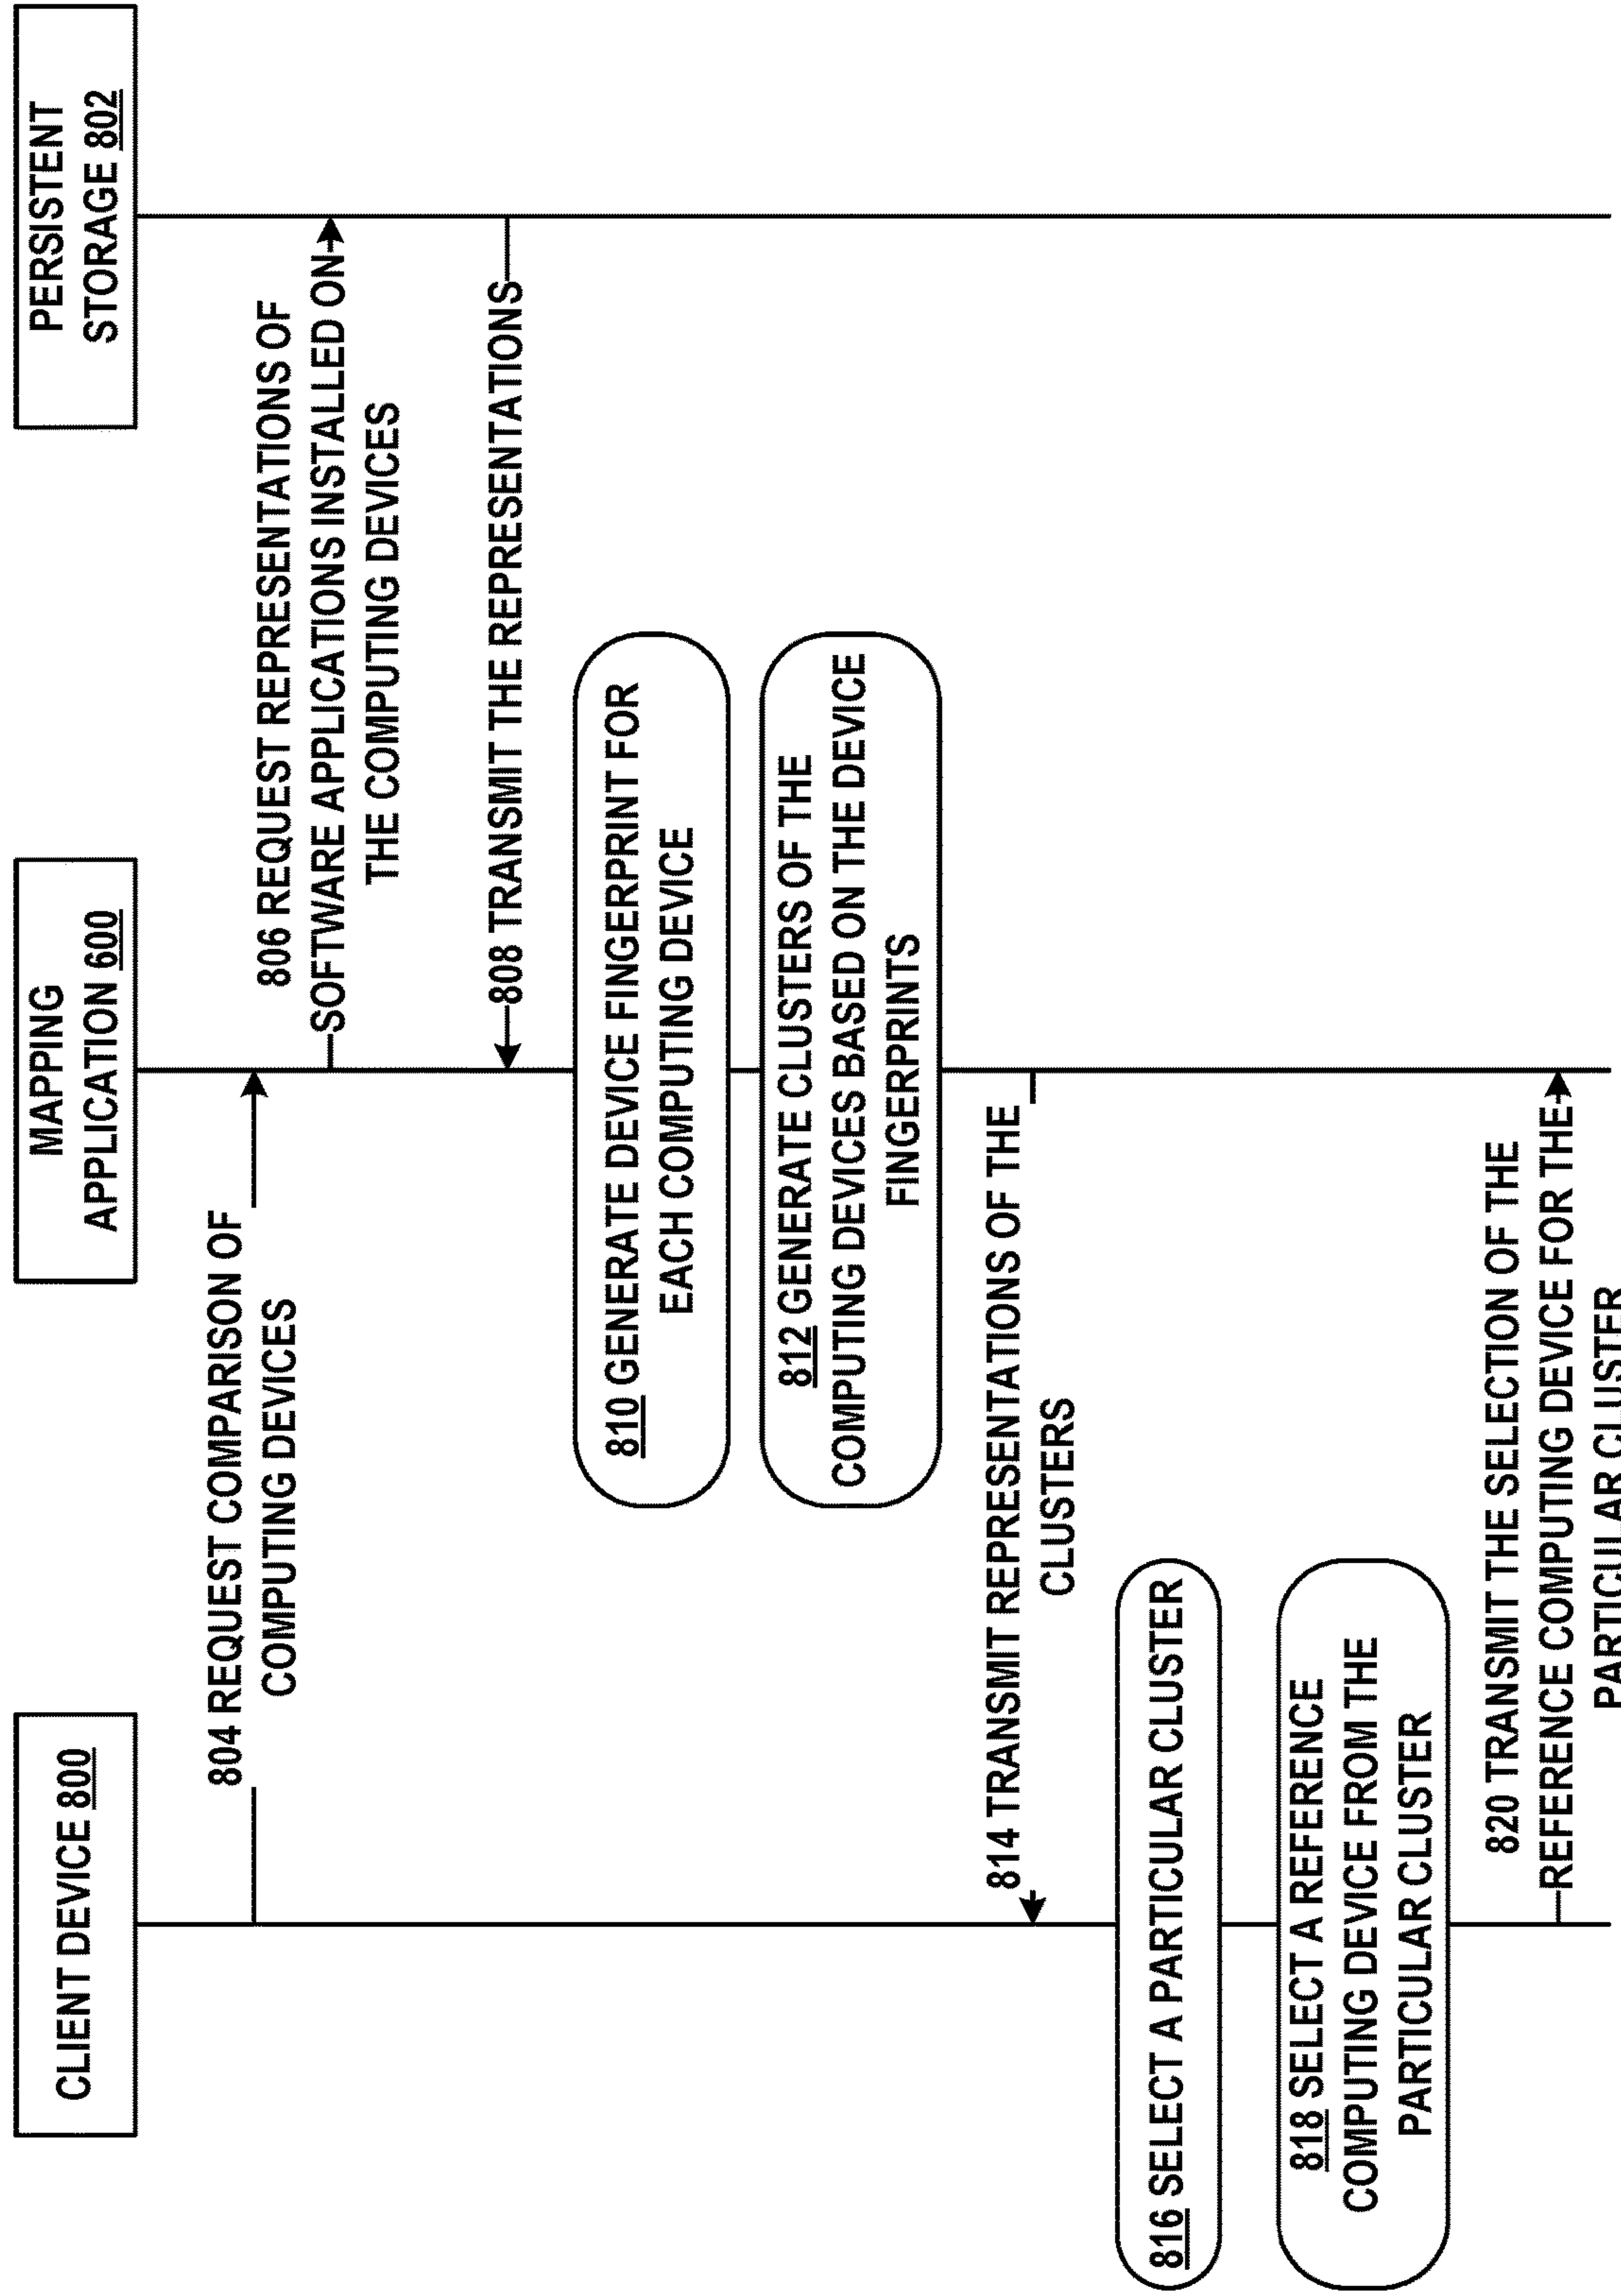 CLIENT DEVICE 800
MAPPING
APPLICATION 600
PERSISTENT
STORAGE 802
804 REQUEST COMPARISON OF
COMPUTING DEVICES
806 REQUEST REPRESENTATIONS OF
SOFTWARE APPLICATIONS INSTALLED ON
THE COMPUTING DEVICES
808 TRANSMIT THE REPRESENTATIONS
810 GENERATE DEVICE FINGERPRINT FOR
EACH COMPUTING DEVICE
812 GENERATE CLUSTERS OF THE
COMPUTING DEVICES BASED ON THE DEVICE
FINGERPRINTS
814 TRANSMIT REPRESENTATIONS OF THE
CLUSTERS
816 SELECT A PARTICULAR CLUSTER
818 SELECT A REFERENCE
COMPUTING DEVICE FROM THE
PARTICULAR CLUSTER
820 TRANSMIT THE SELECTION OF THE
REFERENCE COMPUTING DEVICE FOR THE
PARTICULAR CLUSTER